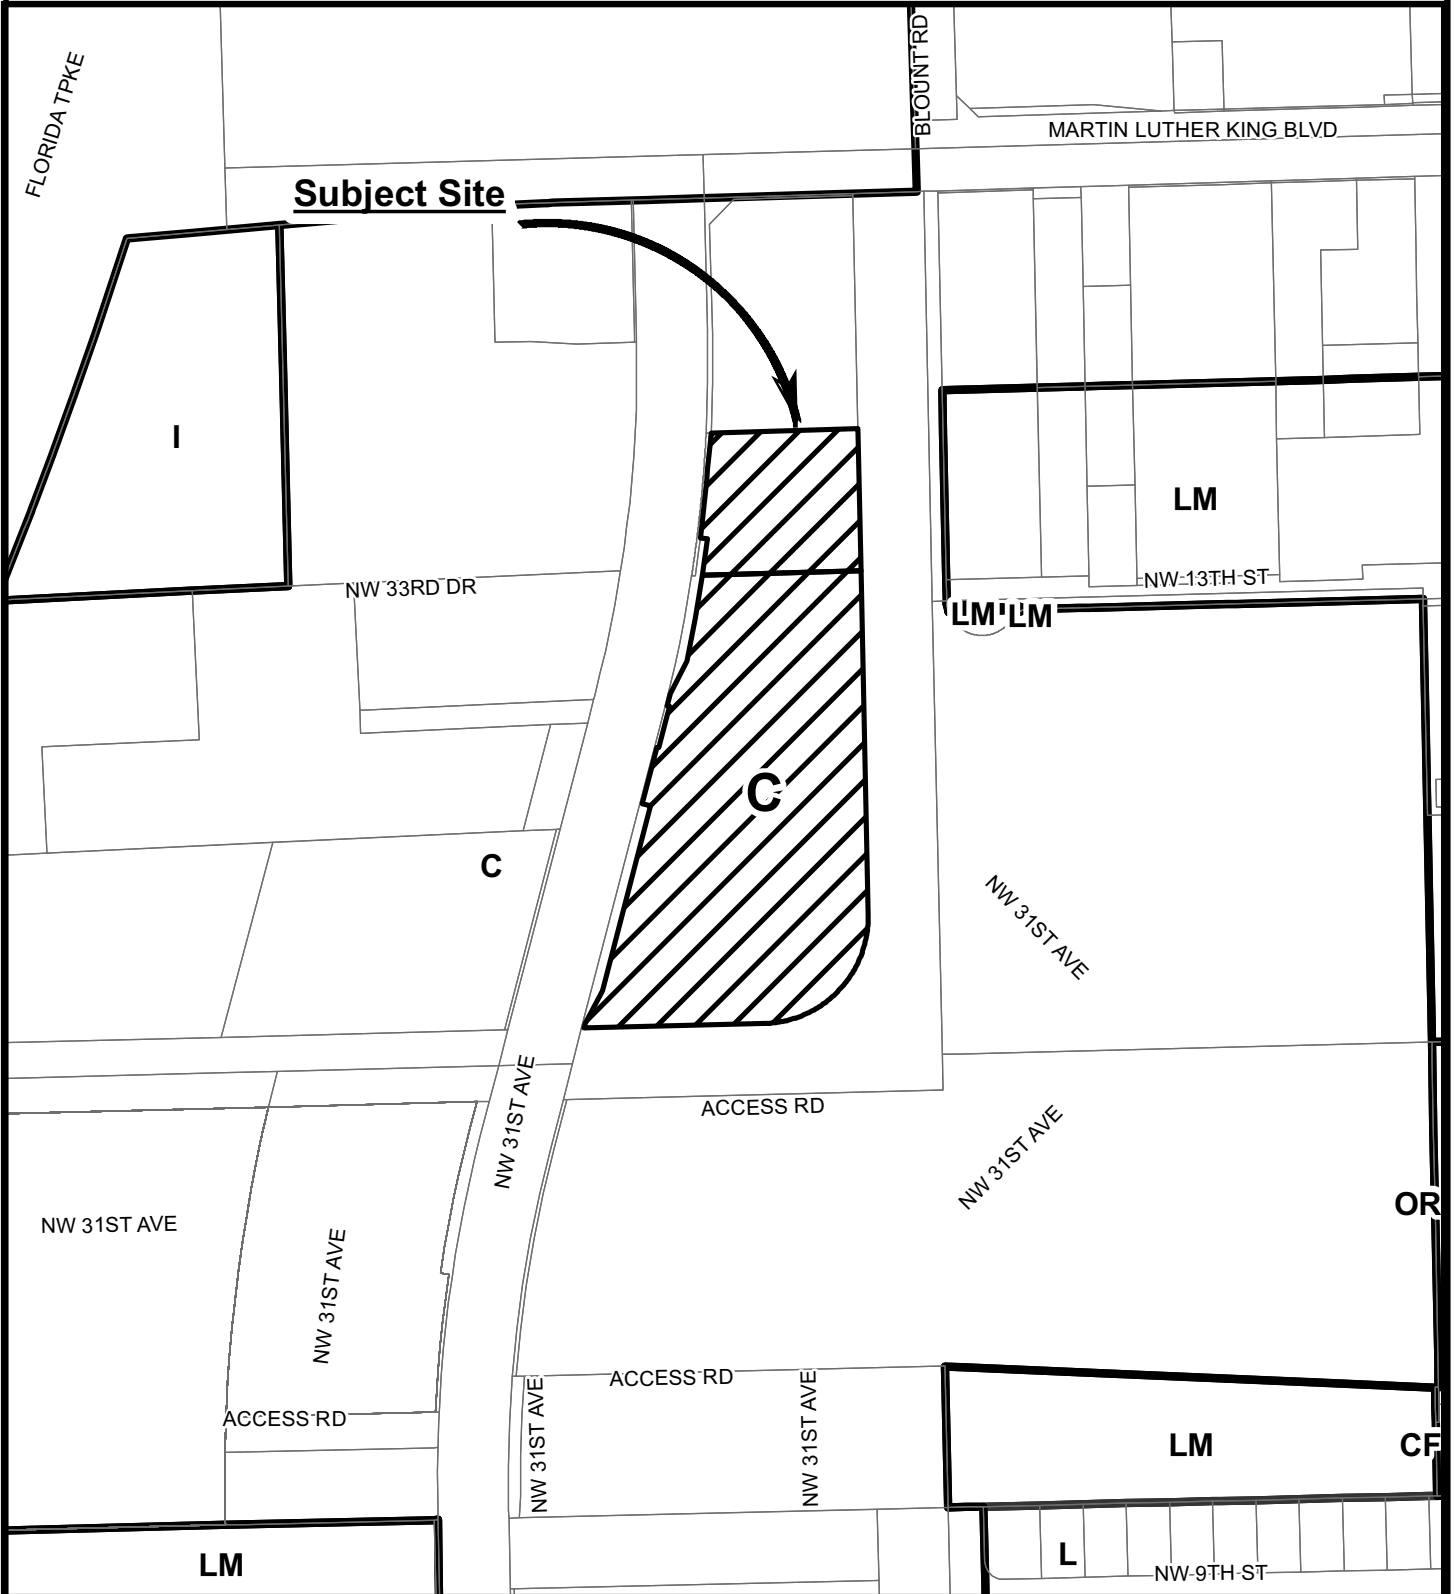 BLOUNT RD
FLORIDA TPKE
MARTIN LUTHER KING BLVD
Subject Site
I
LM
NW 13TH ST
NW 33RD DR
LM
LM
C
C
NW 31ST AVE
NW 31ST AVE
ACCESS RD
NW 31ST AVE
OR
NW 31ST AVE
NW 31ST AVE
ACCESS RD
NW 31ST AVE
NW 31ST AVE
ACCESS RD
LM
CF
L
LM
NW 9TH ST